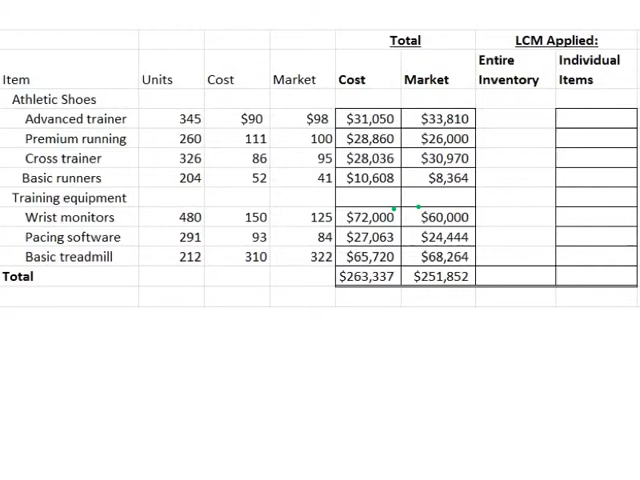 Total LCM Applied:
Entire Individual
Item Units Cost Market Cost Market Inventory Items
Athletic Shoes
Advanced trainer 345 $90 $98 $31,050 $33,810
Premium running 260 111 100 $28,860 $26,000
Cross trainer 326 86 95 $28,036 $30,970
Basic runners 204 52 41 $10,608 $8,364
Training equipment
Wrist monitors 480 150 125 $72,000 $60,000
Pacing software 291 93 84 $27,063 $24,444
Basic treadmill 212 310 322 $65,720 $68,264
Total $263,337 $251,852